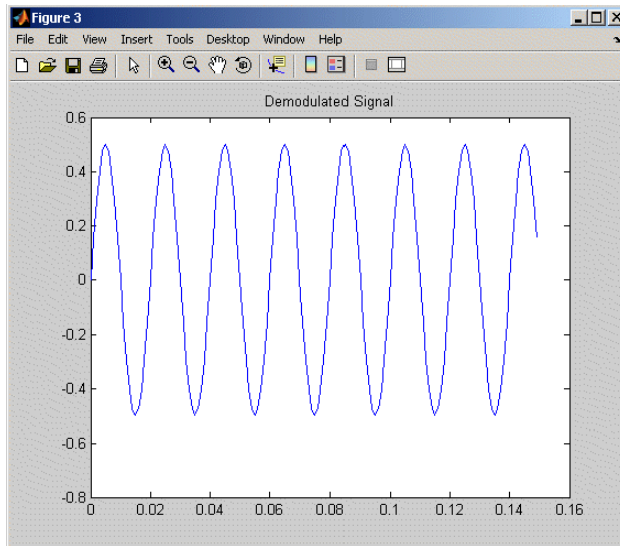 Figure 3
File Edit View Insert Tools Desktop Window Help
Demodulated Signal
0.6
0.4
0.2
0
-0.2
-0.4
-0.6
-0.8
0 0.02 0.04 0.06 0.08 0.1 0.12 0.14 0.16